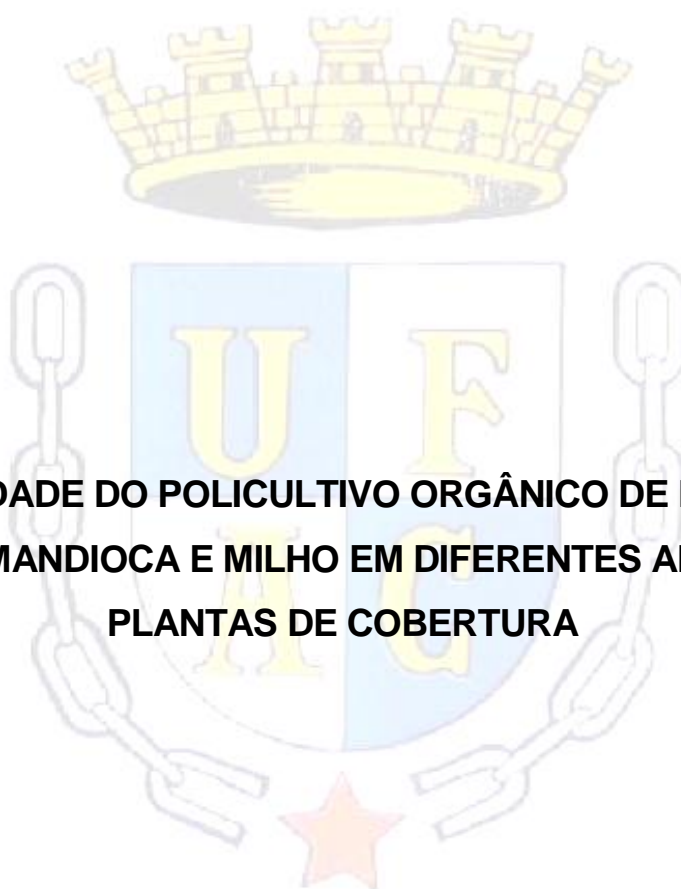 U F
A C
DADE DO POLICULTIVO ORGÂNICO DE
MANDIOCA E MILHO EM DIFERENTES
PLANTAS DE COBERTURA